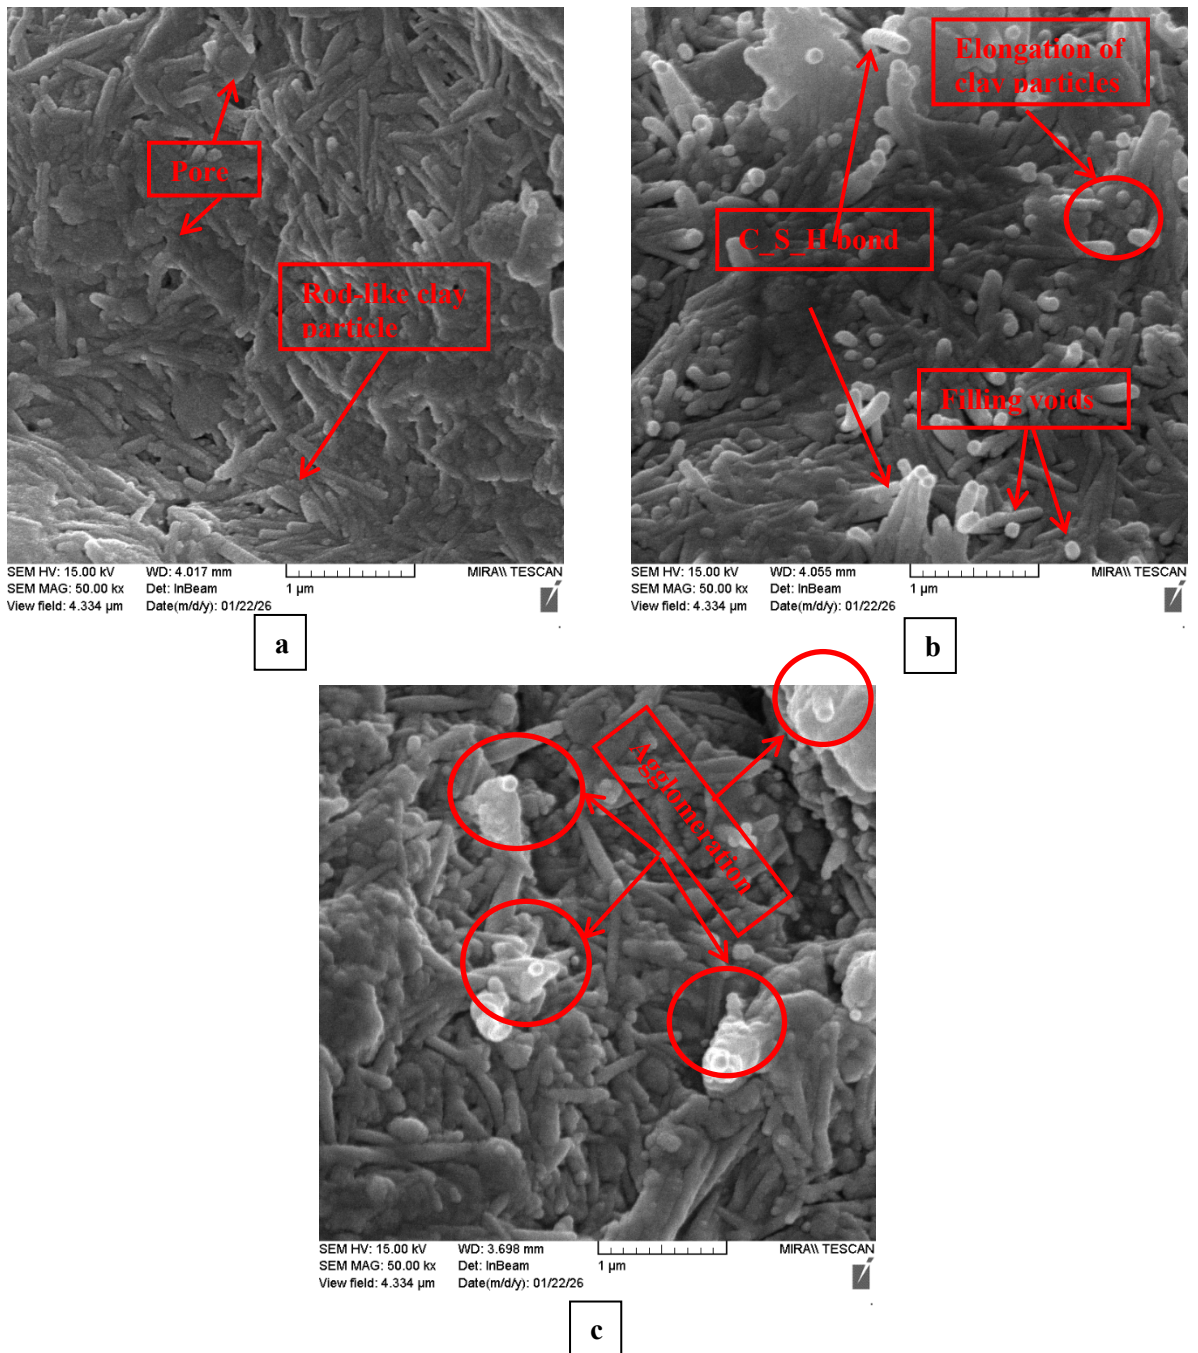 Pore
Rod-like clay
particle
SEM HV: 15.00 kV WD: 4.017 mm MIRA\\ TESCAN
SEM MAG: 50.00 kx Det: InBeam 1 µm
View field: 4.334 µm Date(m/d/y): 01/22/26
a
Elongation of
clay particles
C_S_H bond
Filling voids
SEM HV: 15.00 kV WD: 4.055 mm MIRA\\ TESCAN
SEM MAG: 50.00 kx Det: InBeam 1 µm
View field: 4.334 µm Date(m/d/y): 01/22/26
b
Agglomeration
SEM HV: 15.00 kV WD: 3.698 mm MIRA\\ TESCAN
SEM MAG: 50.00 kx Det: InBeam 1 µm
View field: 4.334 µm Date(m/d/y): 01/22/26
c